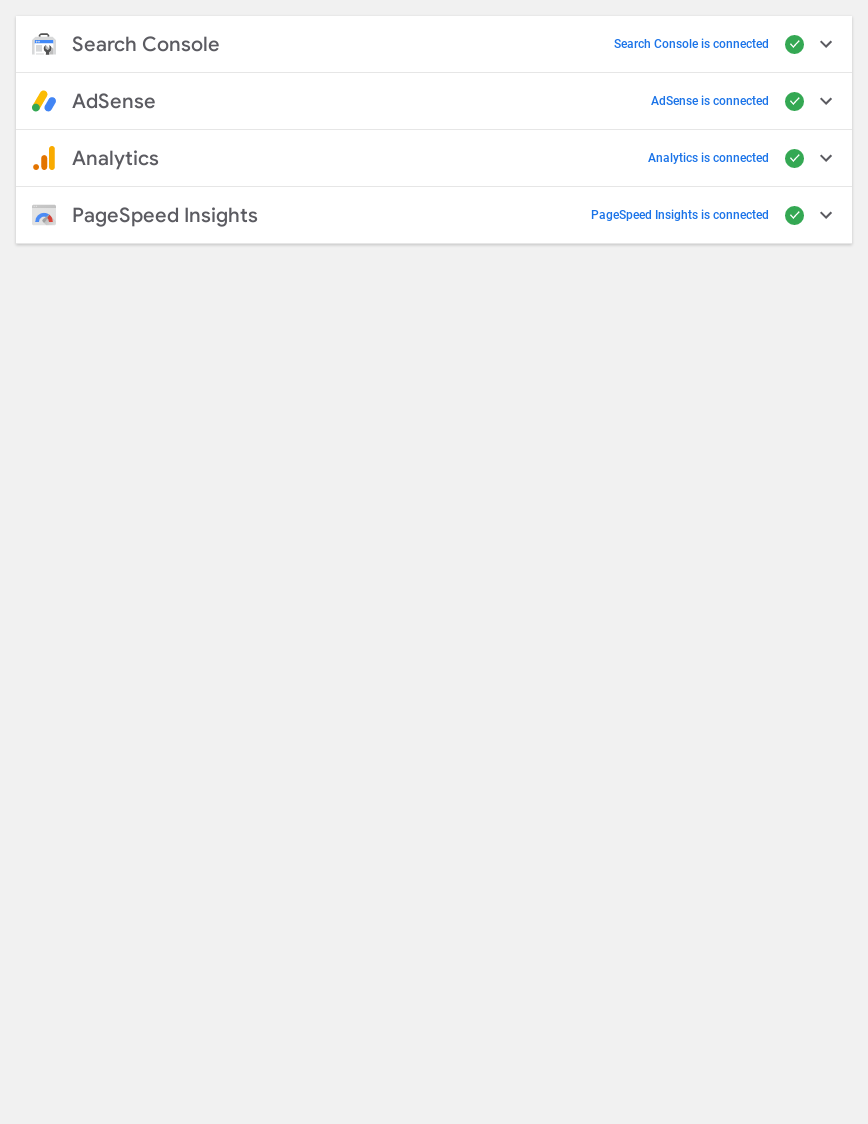 Search Console Search Console is connected
AdSense AdSense is connected
Analytics Analytics is connected
PageSpeed Insights PageSpeed Insights is connected